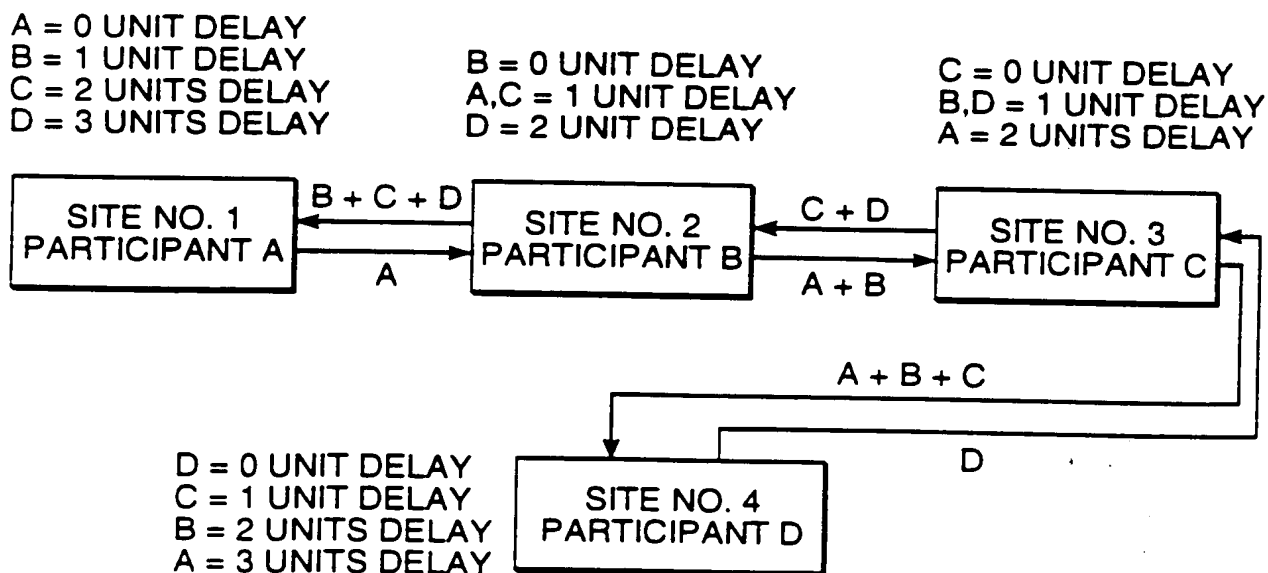 A = 0 UNIT DELAY
B = 1 UNIT DELAY
C = 2 UNITS DELAY
D = 3 UNITS DELAY
B = 0 UNIT DELAY
A,C = 1 UNIT DELAY
D = 2 UNIT DELAY
C = 0 UNIT DELAY
B,D = 1 UNIT DELAY
A = 2 UNITS DELAY
SITE NO. 1
PARTICIPANT A
B + C + D
A
SITE NO. 2
PARTICIPANT B
C + D
A + B
SITE NO. 3
PARTICIPANT C
A + B + C
D
D = 0 UNIT DELAY
C = 1 UNIT DELAY
B = 2 UNITS DELAY
A = 3 UNITS DELAY
SITE NO. 4
PARTICIPANT D